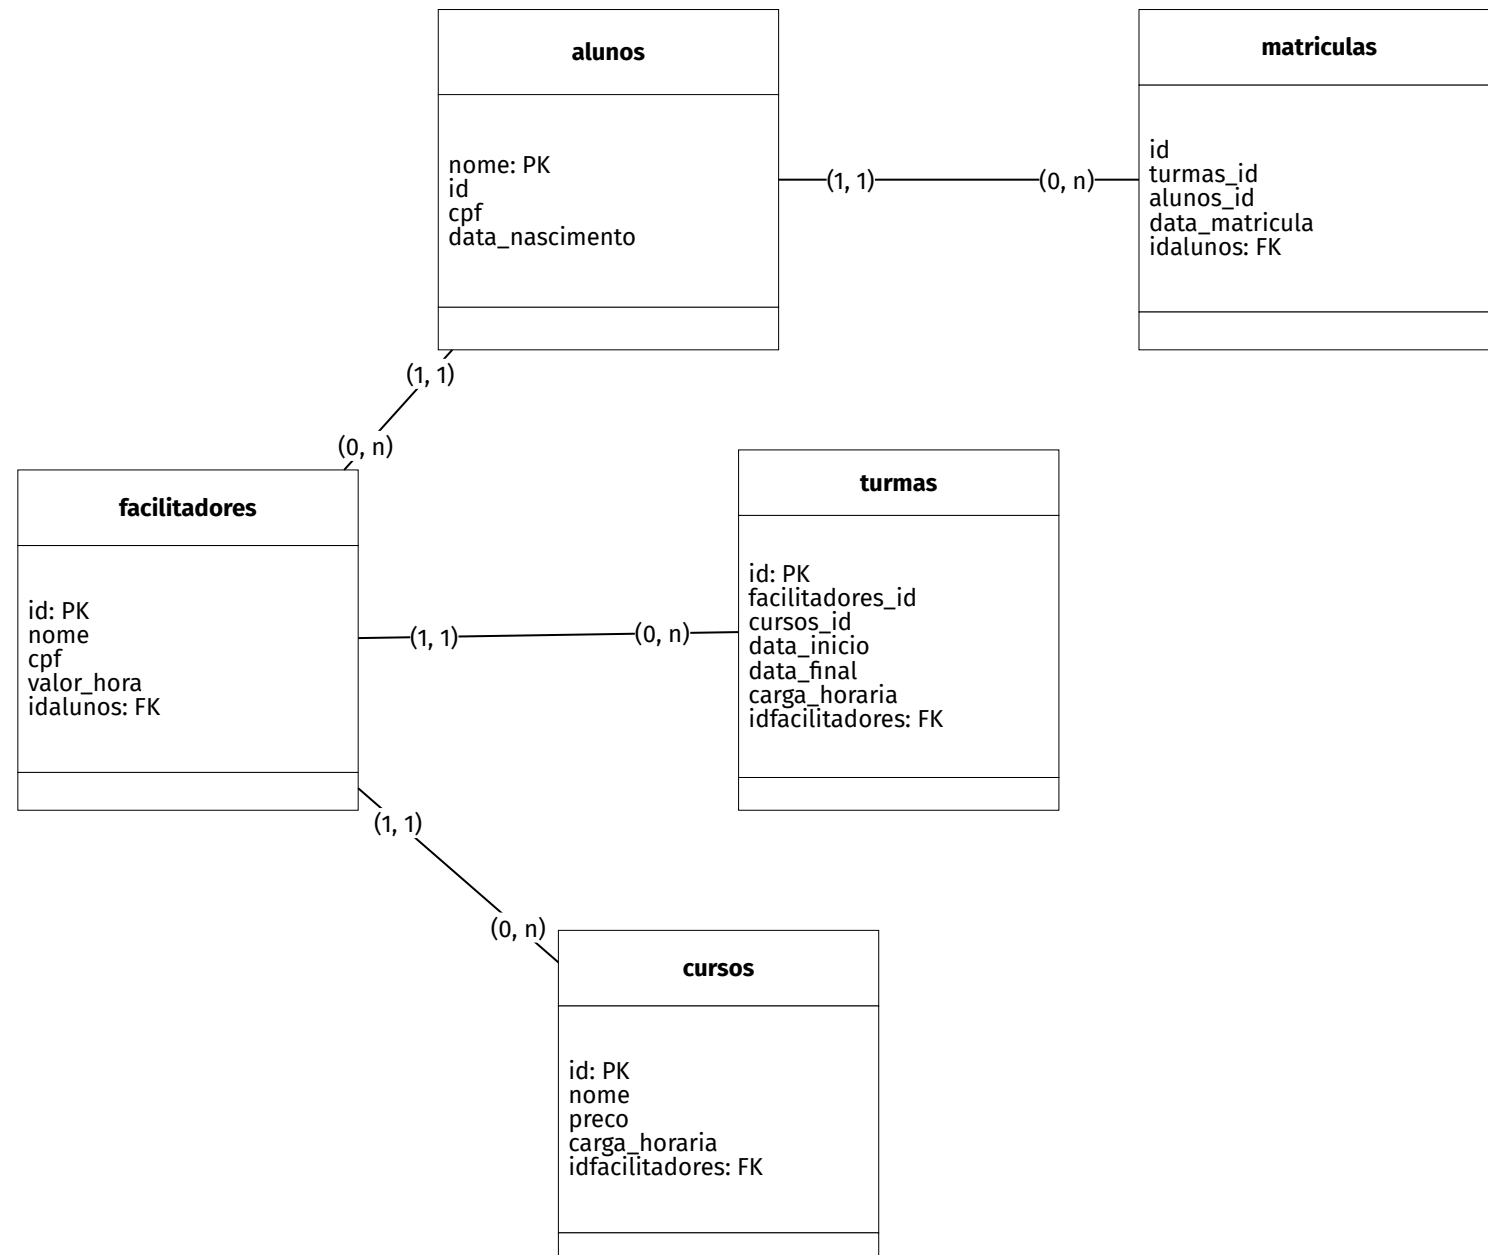 alunos
nome: PK
id
cpf
data_nascimento
matriculas
id
turmas_id
alunos_id
data_matricula
idalunos: FK
(1, 1)
(0, n)
(1, 1)
(0, n)
facilitadores
id: PK
nome
cpf
valor_hora
idalunos: FK
turmas
id: PK
facilitadores_id
cursos_id
data_inicio
data_final
carga_horaria
idfacilitadores: FK
(1, 1)
(0, n)
(1, 1)
(0, n)
cursos
id: PK
nome
preco
carga_horaria
idfacilitadores: FK